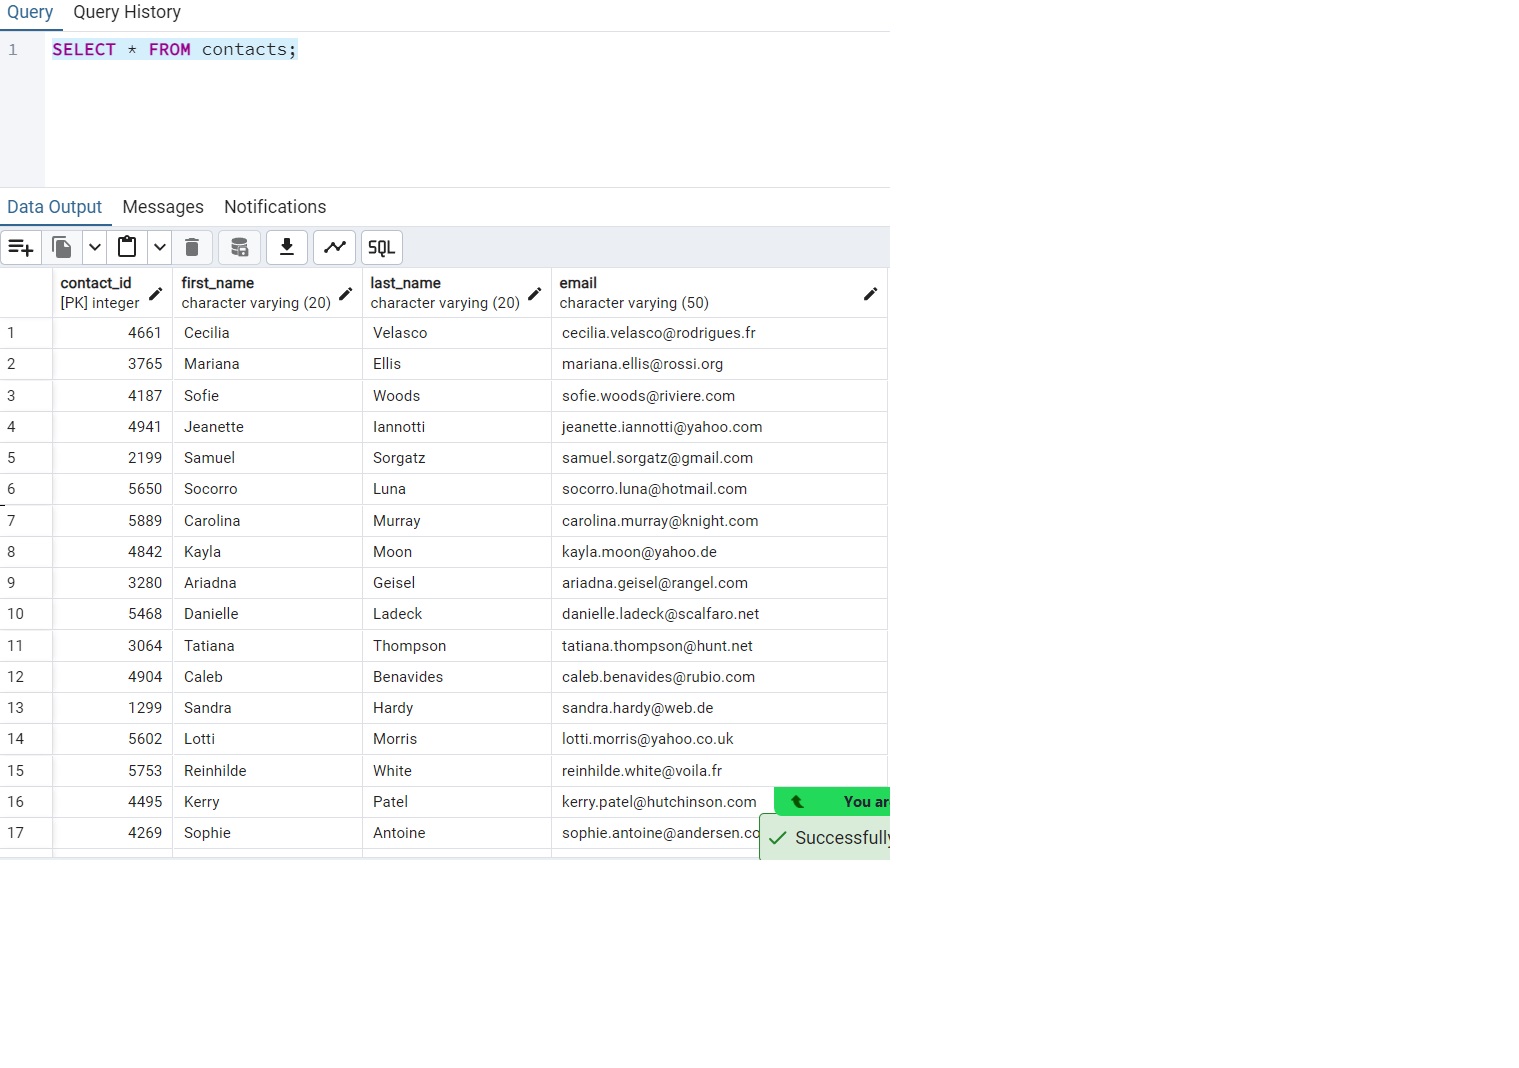 Query Query History
1 SELECT * FROM contacts;
Data Output Messages Notifications
SQL
contact_id first_name last_name email
[PK] integer character varying (20) character varying (20) character varying (50)
1 4661 Cecilia Velasco cecilia.velasco@rodrigues.fr
2 3765 Mariana Ellis mariana.ellis@rossi.org
3 4187 Sofie Woods sofie.woods@riviere.com
4 4941 Jeanette Iannotti jeanette.iannotti@yahoo.com
5 2199 Samuel Sorgatz samuel.sorgatz@gmail.com
6 5650 Socorro Luna socorro.luna@hotmail.com
7 5889 Carolina Murray carolina.murray@knight.com
8 4842 Kayla Moon kayla.moon@yahoo.de
9 3280 Ariadna Geisel ariadna.geisel@rangel.com
10 5468 Danielle Ladeck danielle.ladeck@scalfaro.net
11 3064 Tatiana Thompson tatiana.thompson@hunt.net
12 4904 Caleb Benavides caleb.benavides@rubio.com
13 1299 Sandra Hardy sandra.hardy@web.de
14 5602 Lotti Morris lotti.morris@yahoo.co.uk
15 5753 Reinhilde White reinhilde.white@voila.fr
16 4495 Kerry Patel kerry.patel@hutchinson.com You ar
17 4269 Sophie Antoine sophie.antoine@andersen.co Successfully